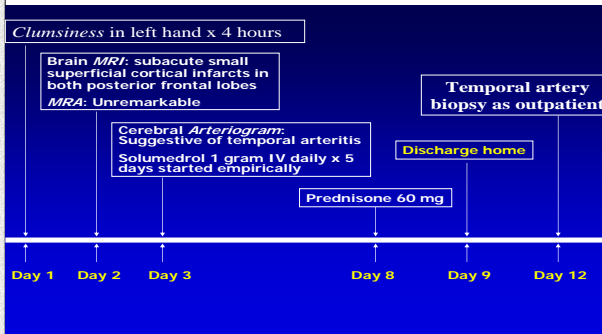 Clumsiness in left hand x 4 hours
Brain MRI: subacute small
superficial cortical infarcts in
both posterior frontal lobes
MRA: Unremarkable
Cerebral Arteriogram:
Suggestive of temporal arteritis
Solumedrol 1 gram IV daily x 5
days started empirically
Prednisone 60 mg
Discharge home
Temporal artery
biopsy as outpatient
Day 1
Day 2
Day 3
Day 8
Day 9
Day 12